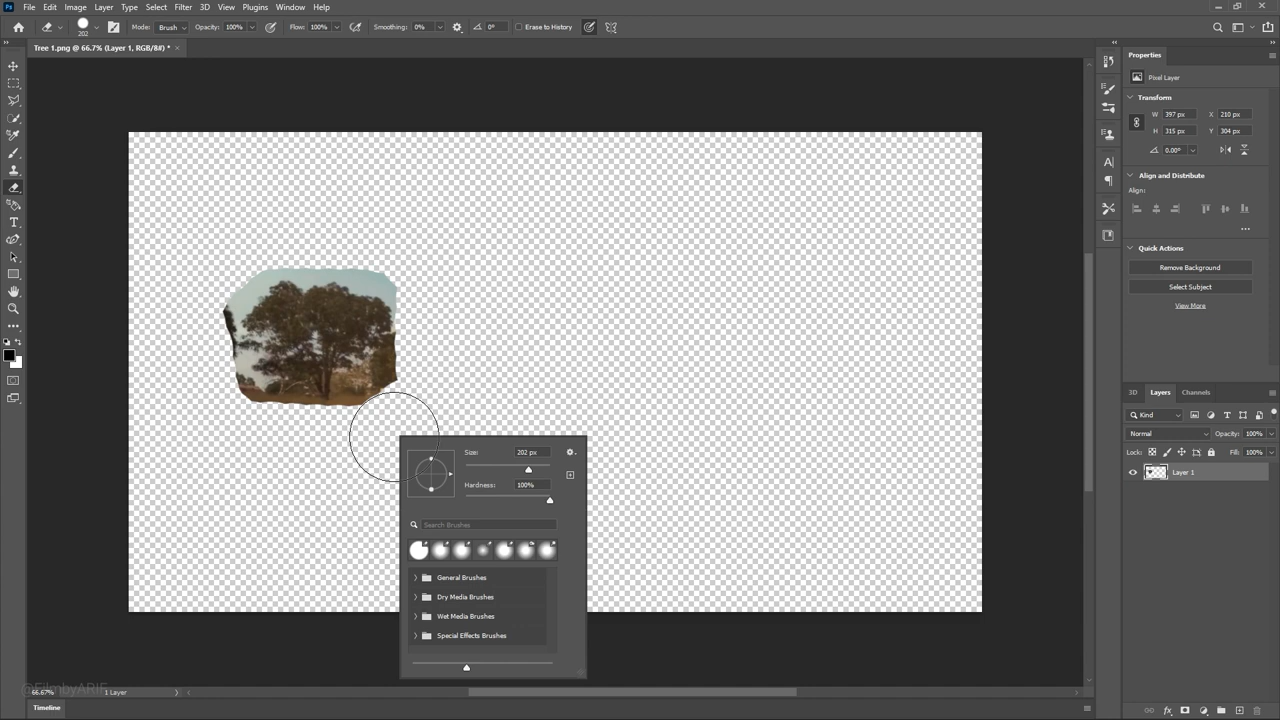 Ps File Edit Image Layer Type Select Filter 3D View Plugins Window Help
202 Mode: Brush Opacity: 100% Flow: 100% Smoothing: 0% 0° Erase to History
Tree 1.png @ 66.7% (Layer 1, RGB/8#) * ×
Properties
Pixel Layer
Transform
W 397 px X 210 px
H 315 px Y 304 px
0.00°
Align and Distribute
Align:
Quick Actions
Remove Background
Select Subject
View More
3D Layers Channels
Kind
Normal Opacity: 100%
Lock: Fill: 100%
Layer 1
Size: 202 px
Hardness: 100%
Search Brushes
General Brushes
Dry Media Brushes
Wet Media Brushes
Special Effects Brushes
@FilmbyARIF
66.67% 1 Layer
Timeline